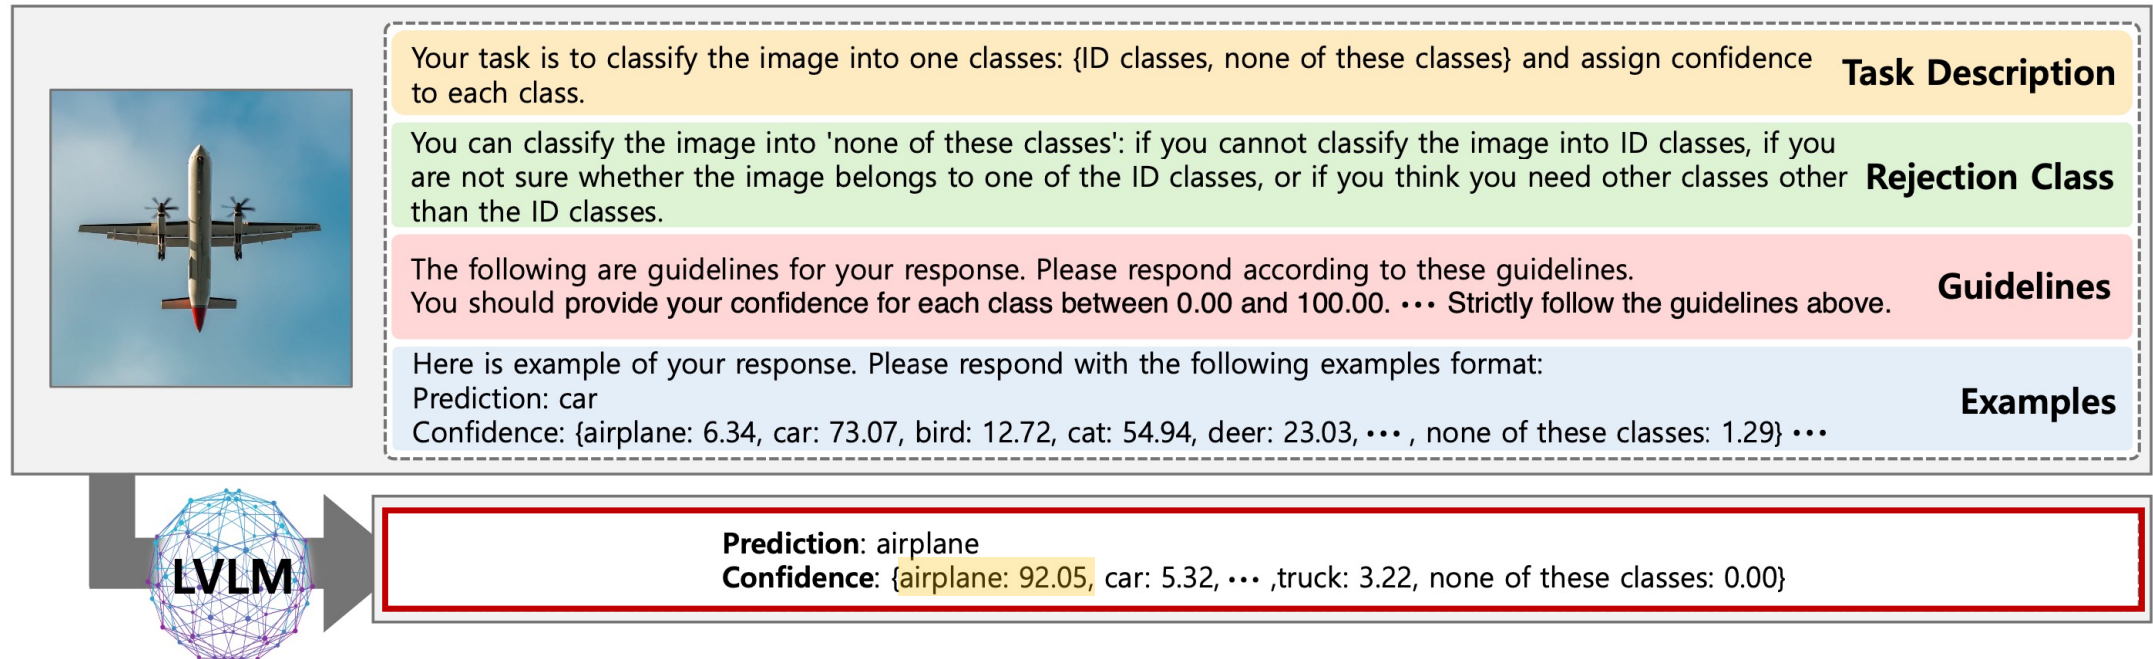 Your task is to classify the image into one classes: {ID classes, none of these classes} and assign confidence
to each class.
Task Description
You can classify the image into 'none of these classes': if you cannot classify the image into ID classes, if you
are not sure whether the image belongs to one of the ID classes, or if you think you need other classes other
than the ID classes.
Rejection Class
The following are guidelines for your response. Please respond according to these guidelines.
You should provide your confidence for each class between 0.00 and 100.00. ··· Strictly follow the guidelines above.
Guidelines
Here is example of your response. Please respond with the following examples format:
Prediction: car
Confidence: {airplane: 6.34, car: 73.07, bird: 12.72, cat: 54.94, deer: 23.03, ··· , none of these classes: 1.29} ···
Examples
LVLM
Prediction: airplane
Confidence: {airplane: 92.05, car: 5.32, ··· ,truck: 3.22, none of these classes: 0.00}